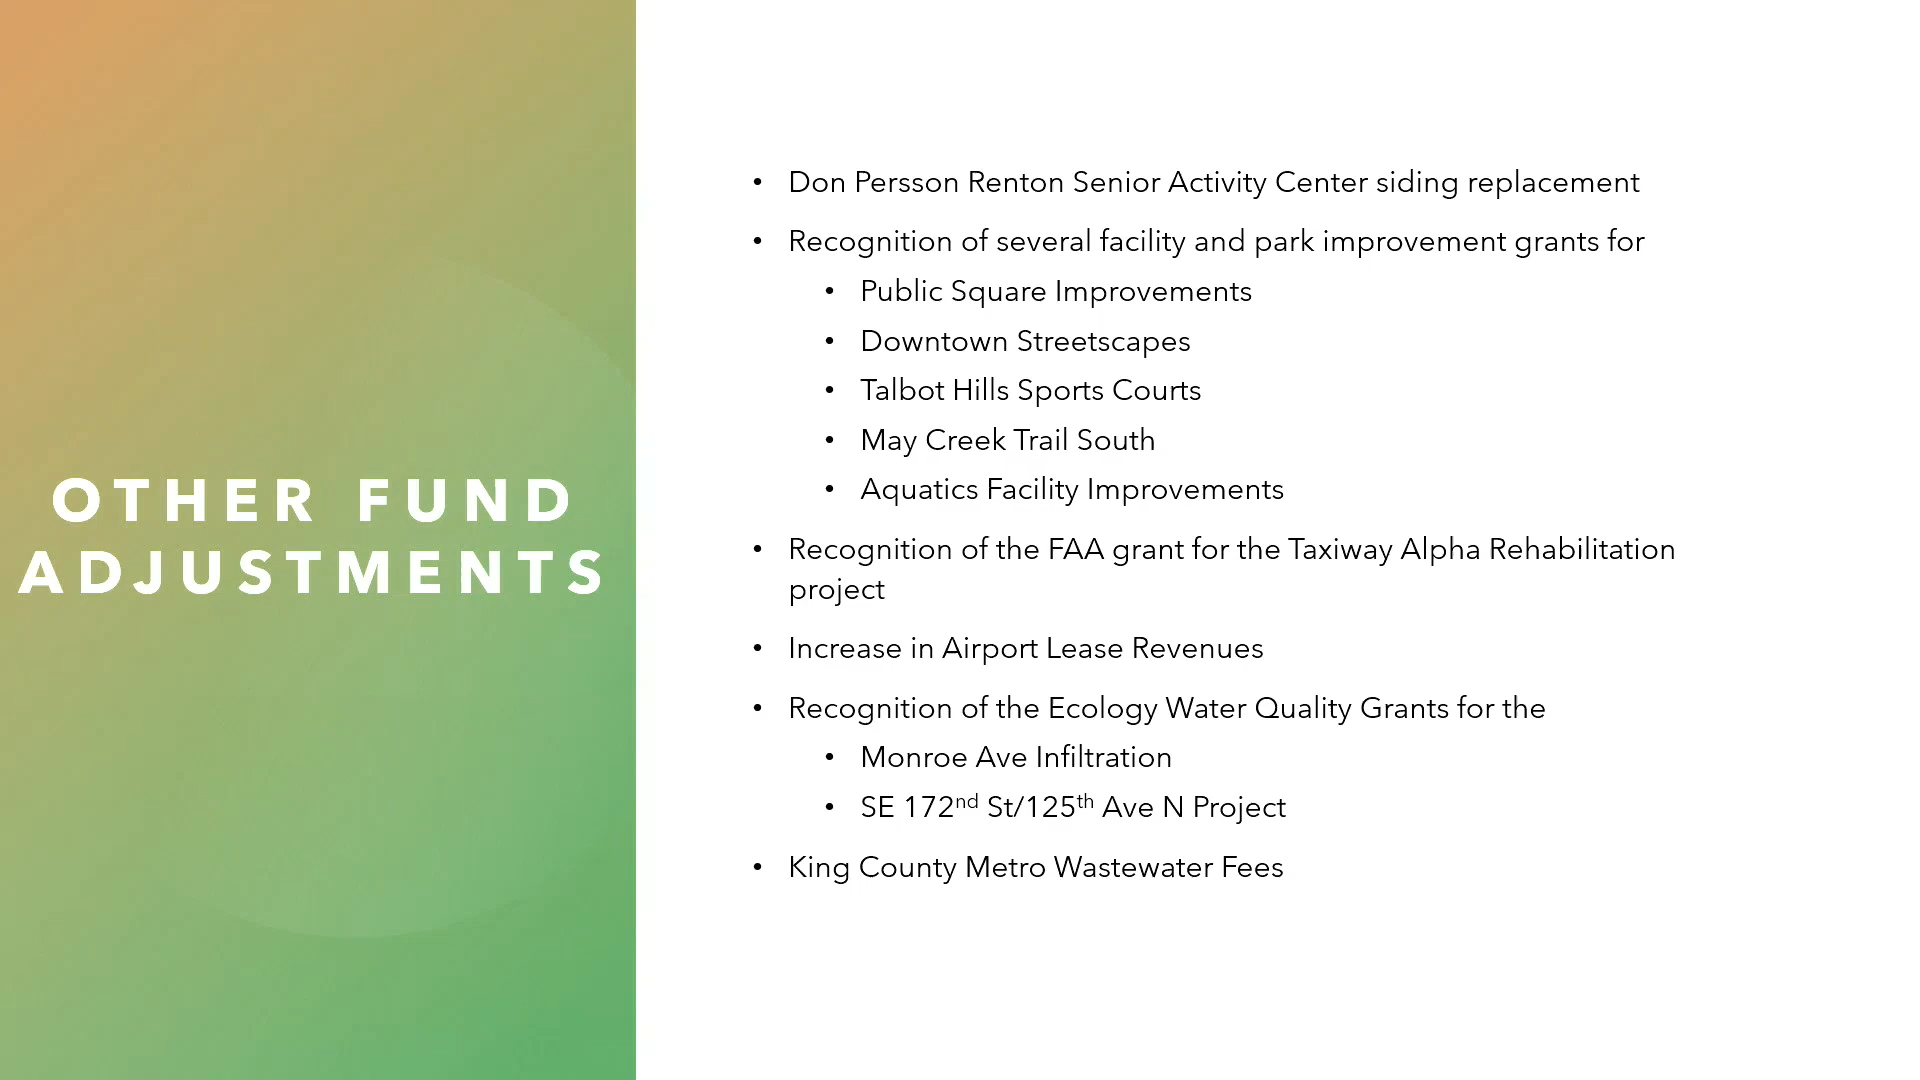 OTHER FUND
ADJUSTMENTS
• Don Persson Renton Senior Activity Center siding replacement
• Recognition of several facility and park improvement grants for
• Public Square Improvements
• Downtown Streetscapes
• Talbot Hills Sports Courts
• May Creek Trail South
• Aquatics Facility Improvements
• Recognition of the FAA grant for the Taxiway Alpha Rehabilitation
project
• Increase in Airport Lease Revenues
• Recognition of the Ecology Water Quality Grants for the
• Monroe Ave Infiltration
• SE 172nd St/125th Ave N Project
• King County Metro Wastewater Fees